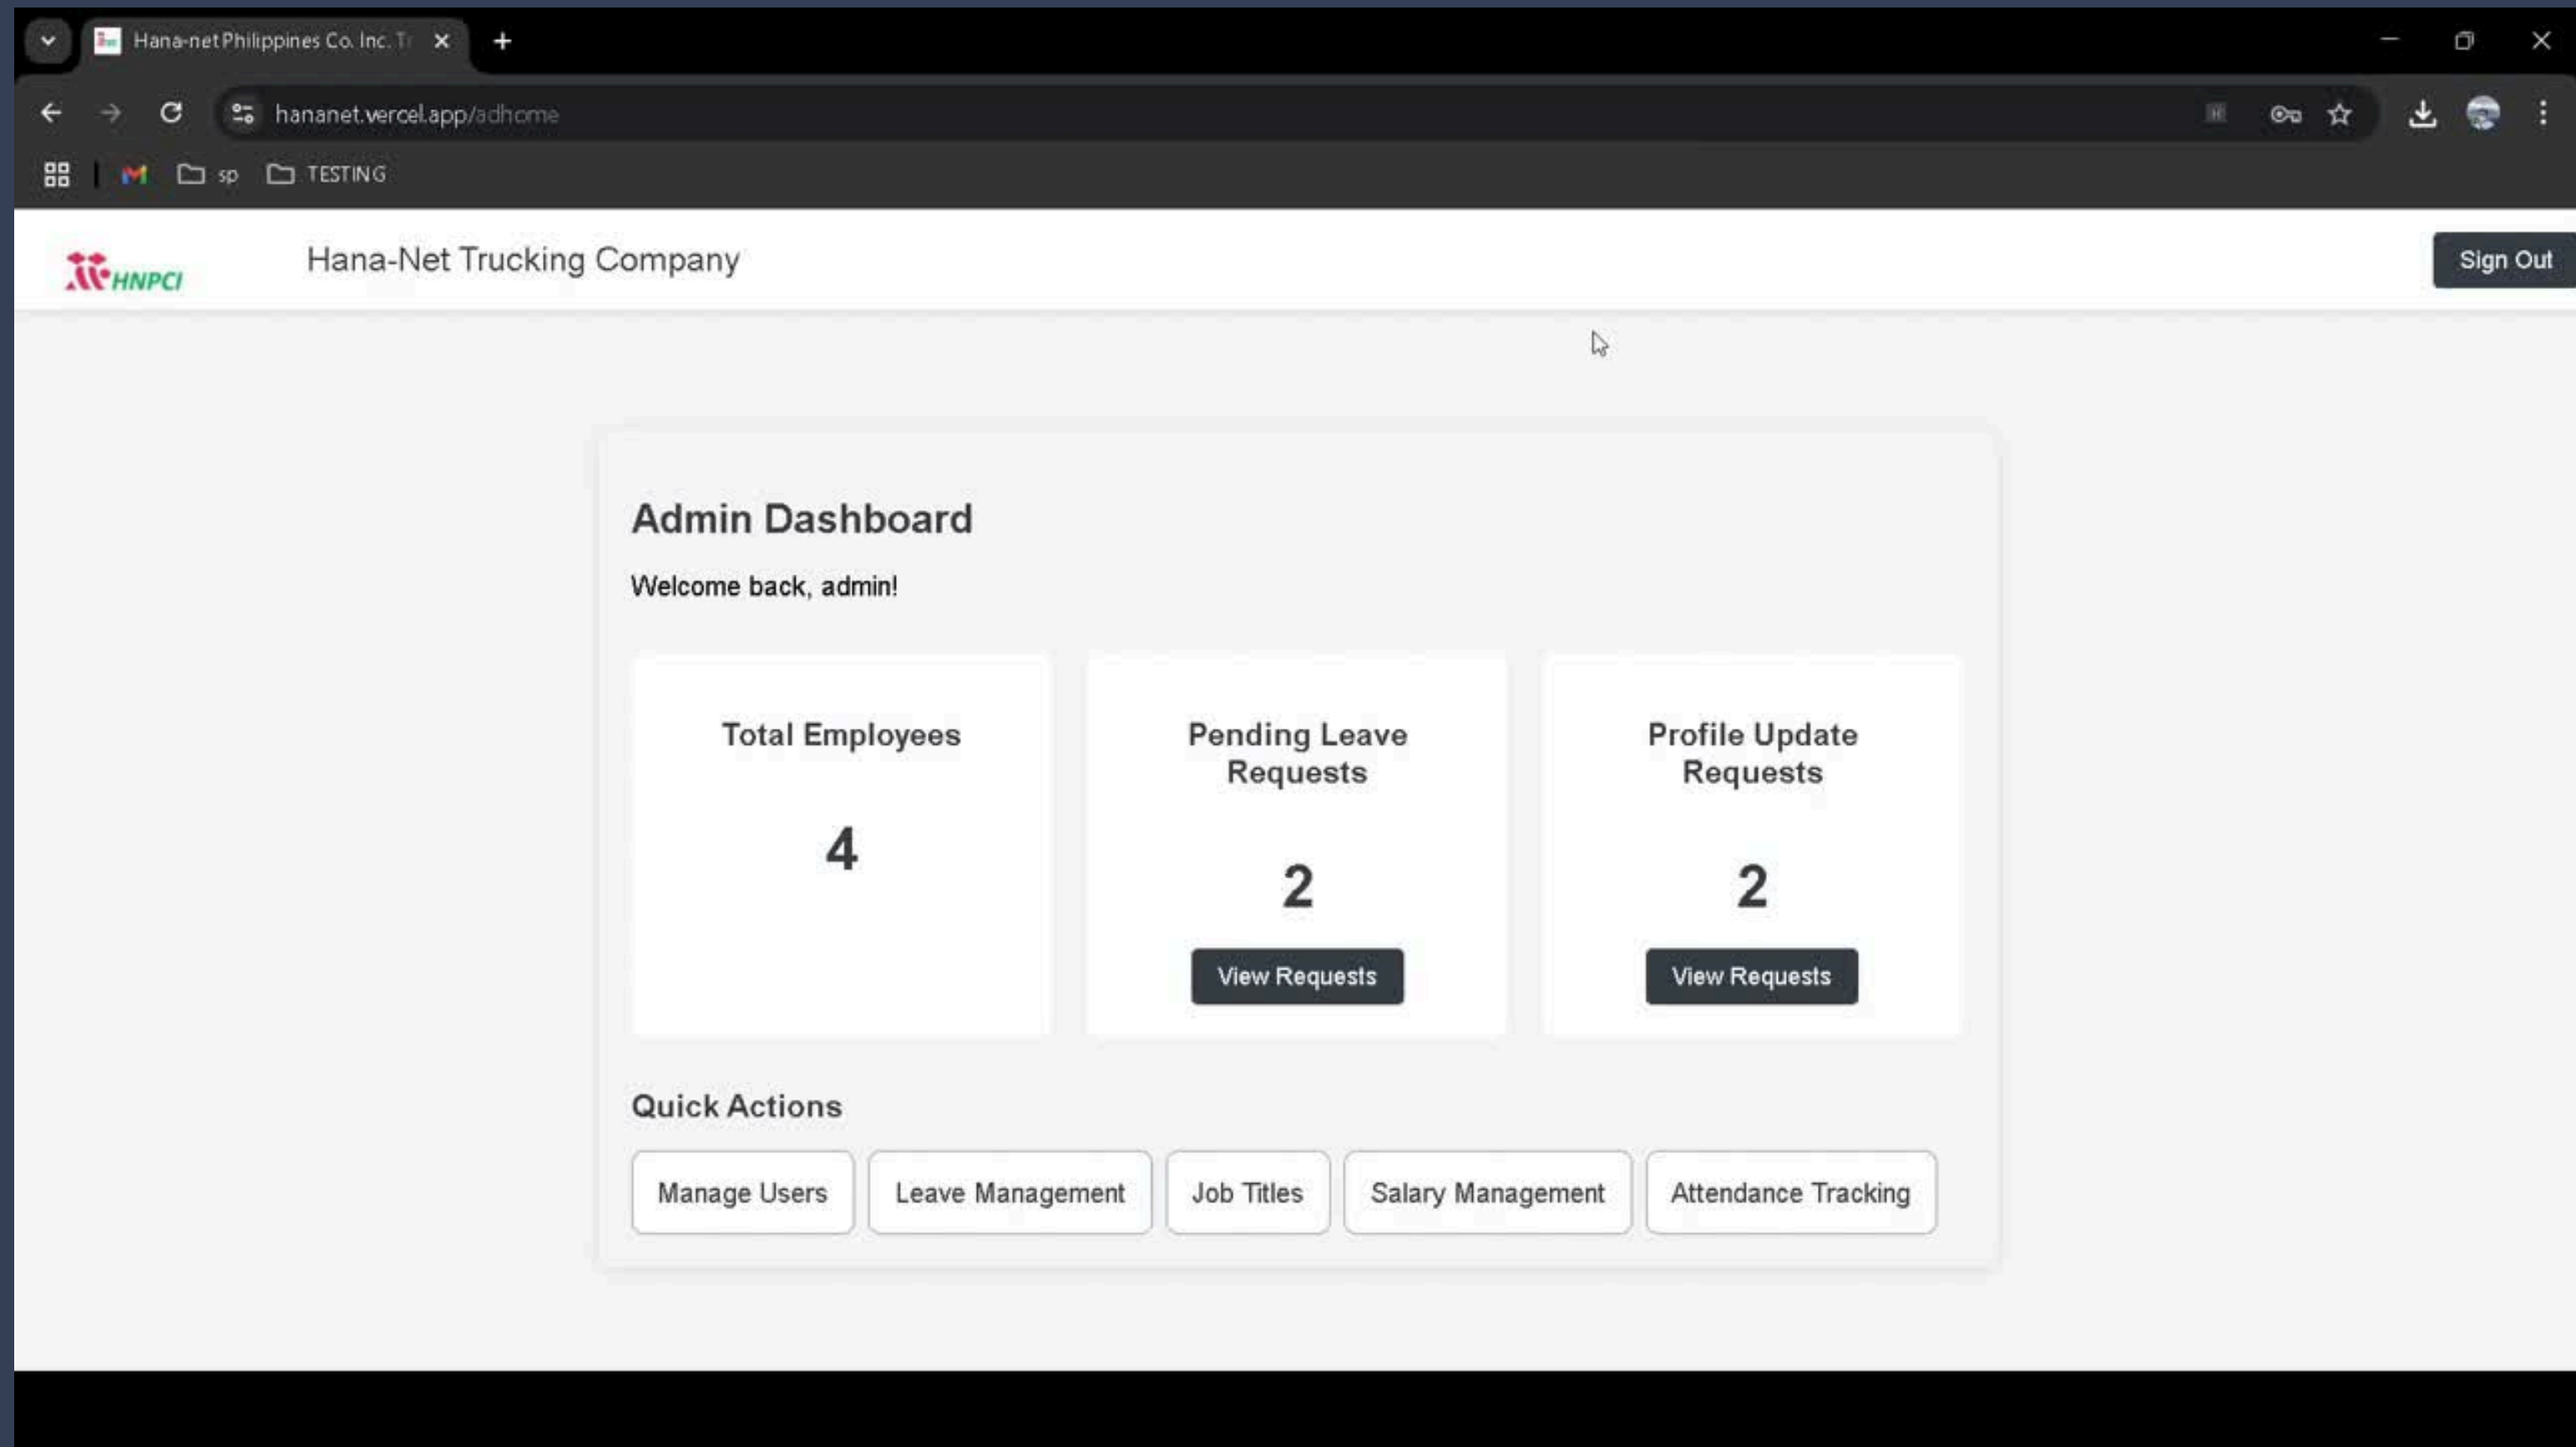 Hana-net Philippines Co. Inc. Tr
hananet.vercel.app/adhome
sp
TESTING
HNPCI
Hana-Net Trucking Company
Sign Out
Admin Dashboard
Welcome back, admin!
Total Employees
4
Pending Leave
Requests
2
View Requests
Profile Update
Requests
2
View Requests
Quick Actions
Manage Users
Leave Management
Job Titles
Salary Management
Attendance Tracking